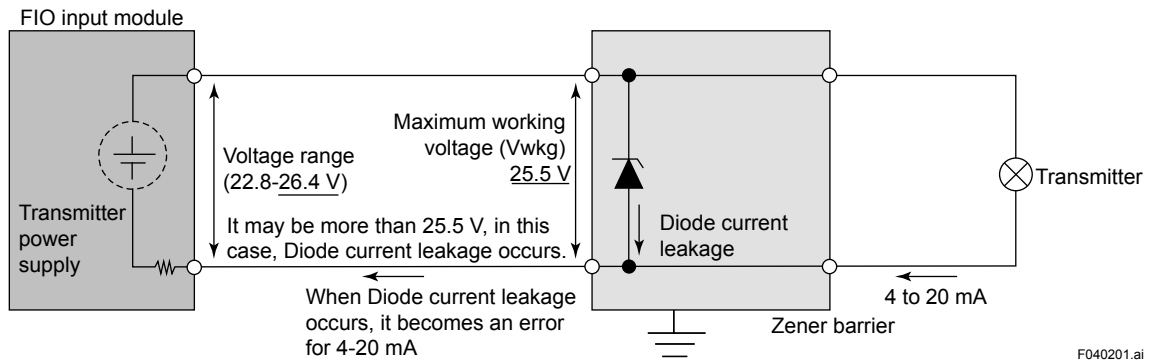 FIO input module
Transmitter
power
supply
Voltage range
(22.8-26.4 V)
It may be more than 25.5 V, in this
case, Diode current leakage occurs.
Maximum working
voltage (Vwkg)
25.5 V
When Diode current leakage
occurs, it becomes an error
for 4-20 mA
Diode current
leakage
Zener barrier
4 to 20 mA
Transmitter
F040201.ai